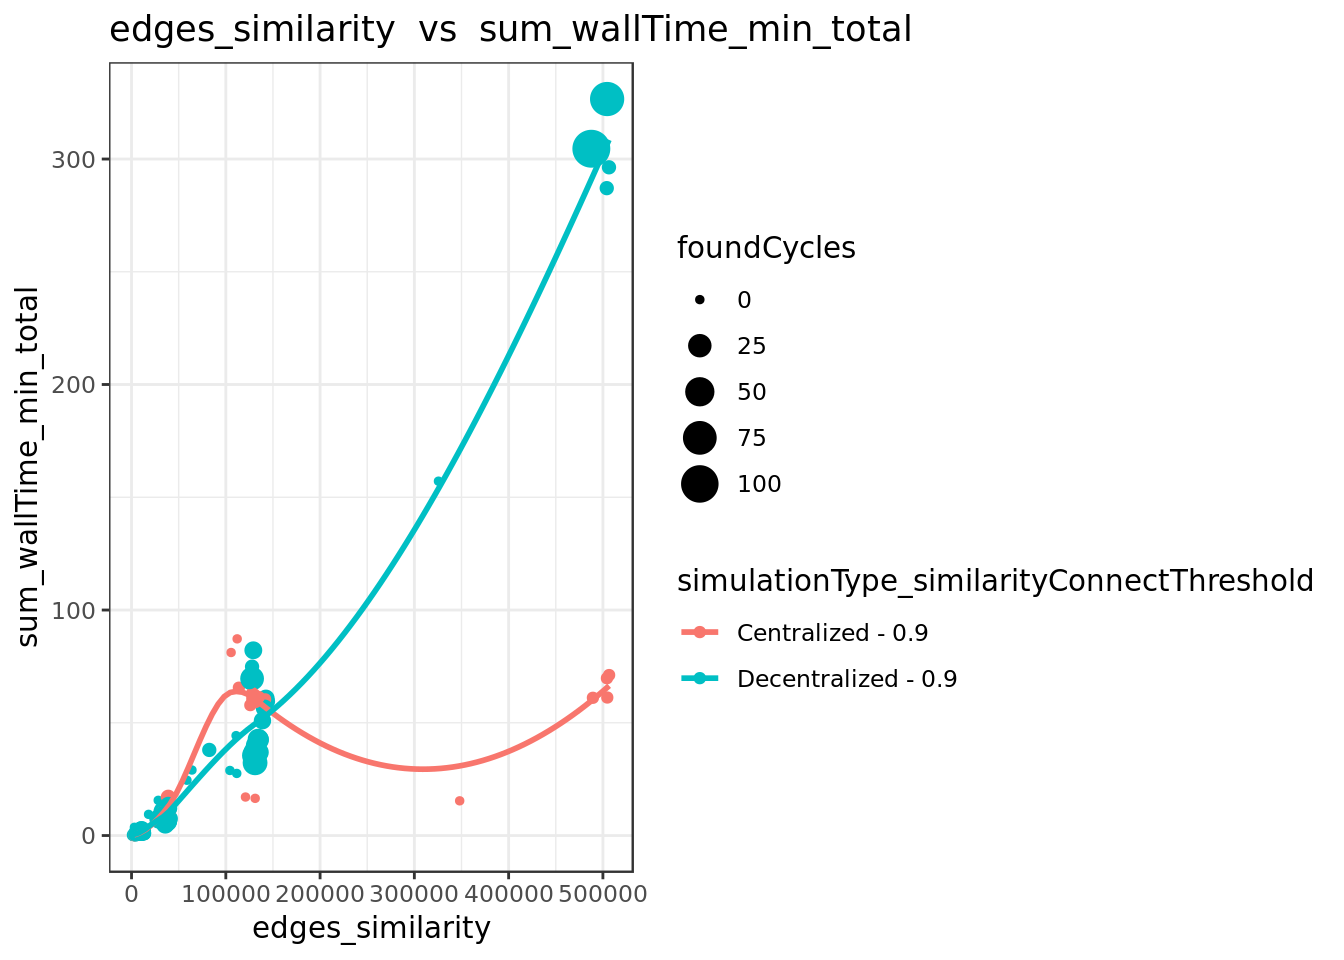 edges_similarity vs sum_wallTime_min_total
sum_wallTime_min_total
300
200
100
0
0 100000 200000 300000 400000 500000
edges_similarity
foundCycles
0
25
50
75
100
simulationType_similarityConnectThreshold
Centralized - 0.9
Decentralized - 0.9